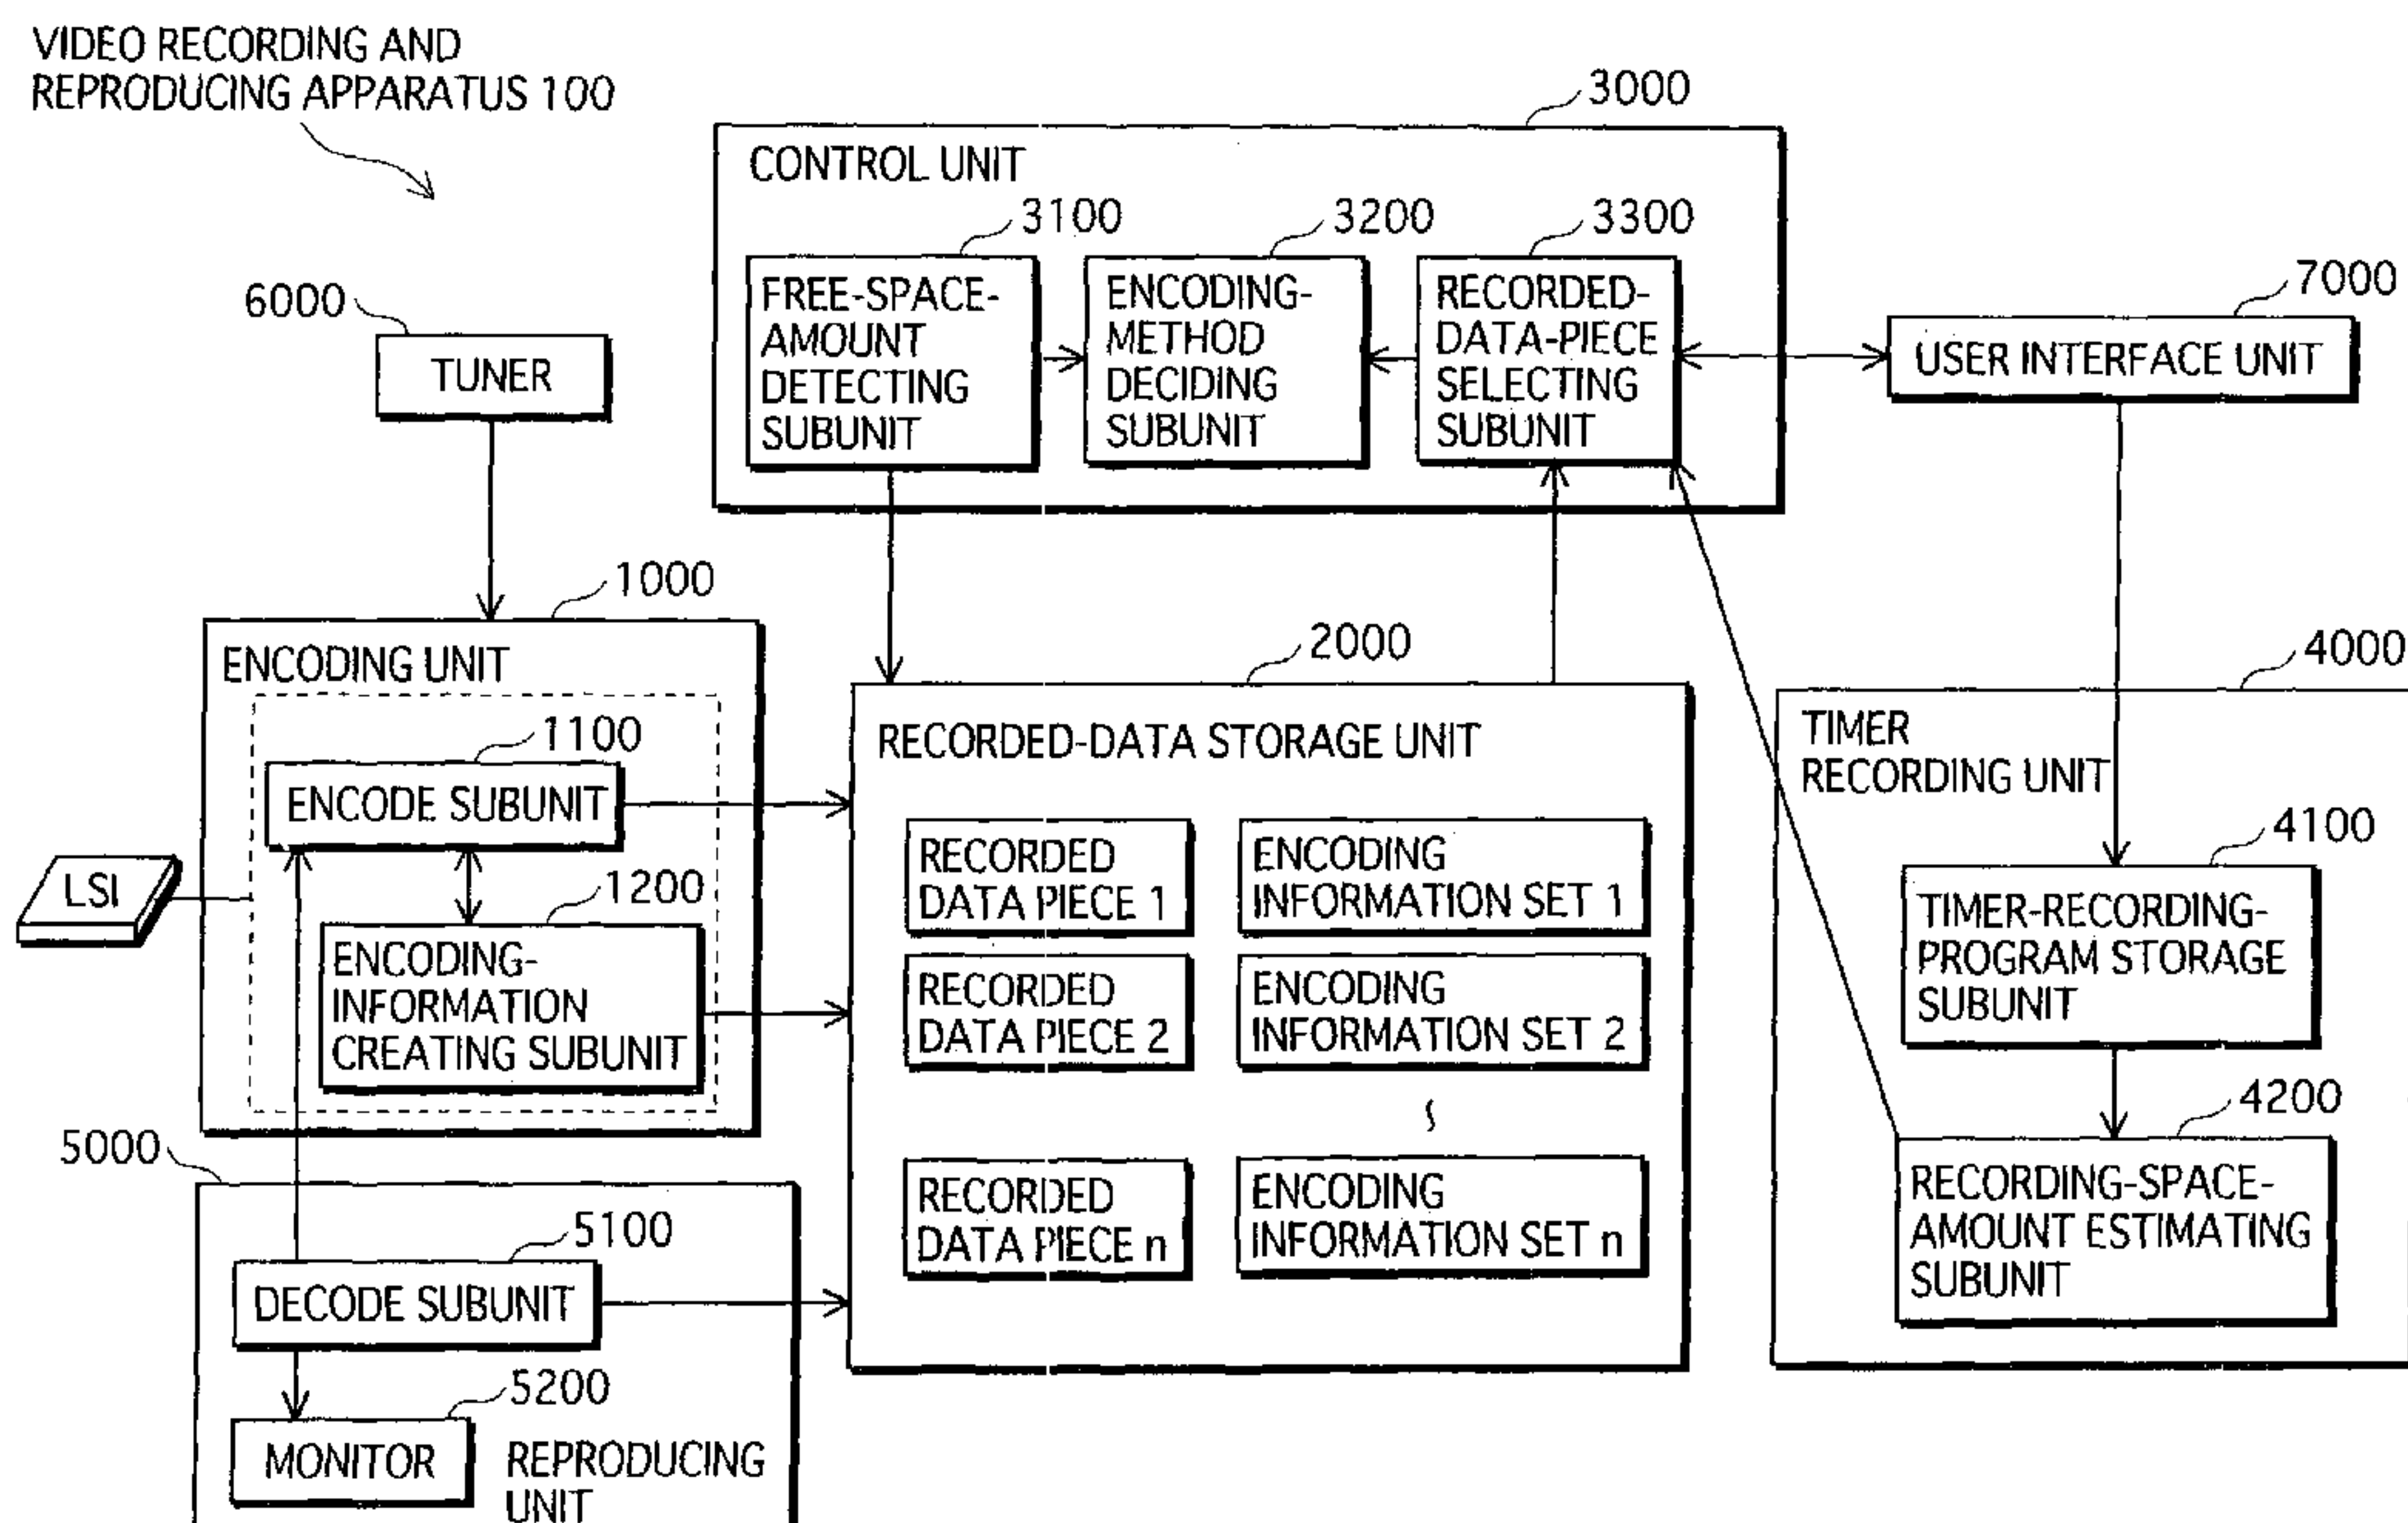 VIDEO RECORDING AND
REPRODUCING APPARATUS 100
3000
CONTROL UNIT
3100
3200
3300
FREE-SPACE-
AMOUNT
DETECTING
SUBUNIT
ENCODING-
METHOD
DECIDING
SUBUNIT
RECORDED-
DATA-PIECE
SELECTING
SUBUNIT
7000
USER INTERFACE UNIT
6000
TUNER
1000
ENCODING UNIT
1100
ENCODE SUBUNIT
LSI
1200
ENCODING-
INFORMATION
CREATING SUBUNIT
2000
RECORDED-DATA STORAGE UNIT
RECORDED
DATA PIECE 1
ENCODING
INFORMATION SET 1
RECORDED
DATA PIECE 2
ENCODING
INFORMATION SET 2
RECORDED
DATA PIECE n
ENCODING
INFORMATION SET n
4000
TIMER
RECORDING UNIT
4100
TIMER-RECORDING-
PROGRAM STORAGE
SUBUNIT
4200
RECORDING-SPACE-
AMOUNT ESTIMATING
SUBUNIT
5000
5100
DECODE SUBUNIT
5200
MONITOR
REPRODUCING
UNIT